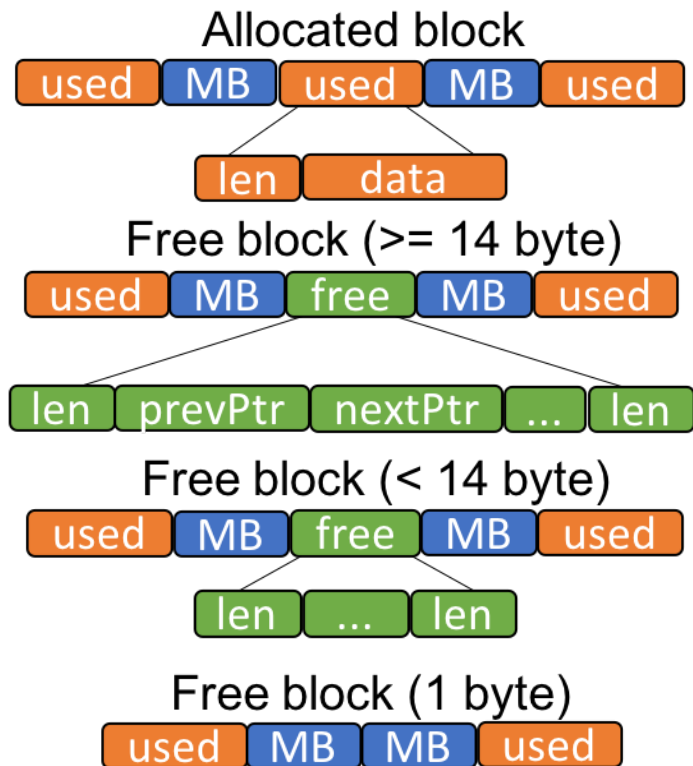 Allocated block
used MB used MB used
len data
Free block (>= 14 byte)
used MB free MB used
len prevPtr nextPtr ... len
Free block (< 14 byte)
used MB free MB used
len ... len
Free block (1 byte)
used MB MB used